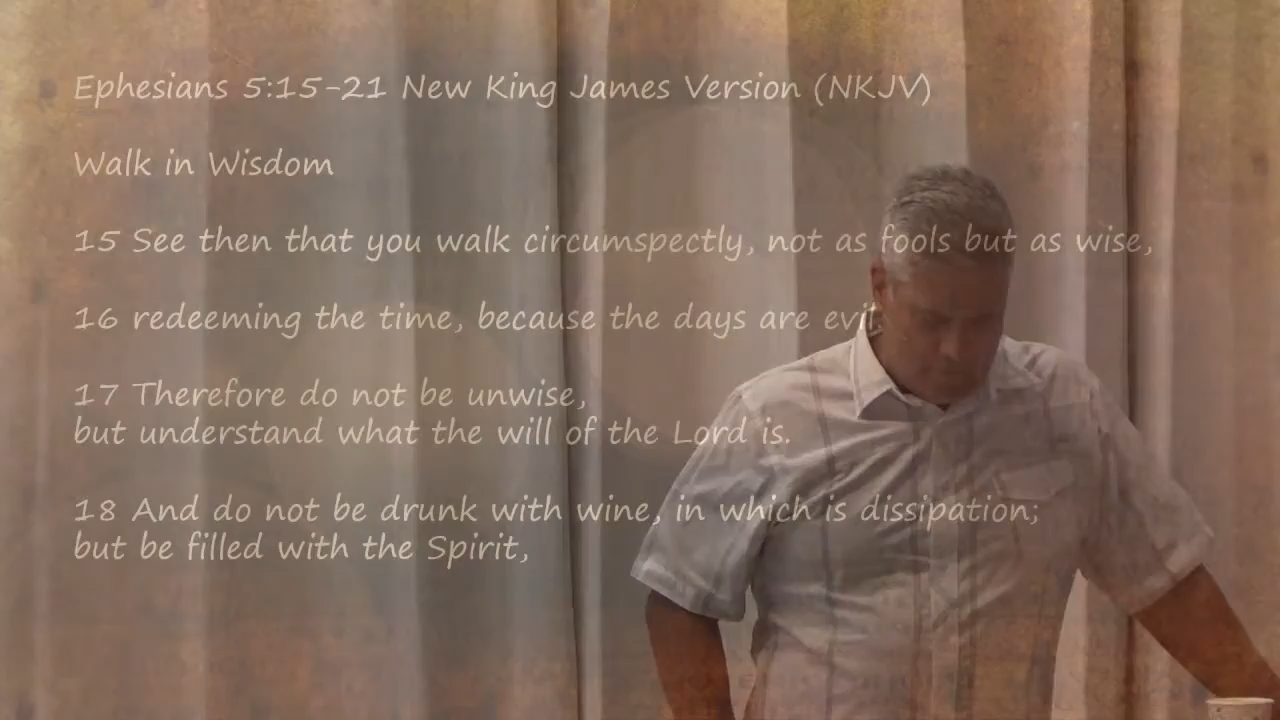 Ephesians 5:15-21 New King James Version (NKJV)
Walk in Wisdom
15 See then that you walk circumspectly, not as fools but as wise,
16 redeeming the time, because the days are evil.
17 Therefore do not be unwise,
but understand what the will of the Lord is.
18 And do not be drunk with wine, in which is dissipation;
but be filled with the Spirit,